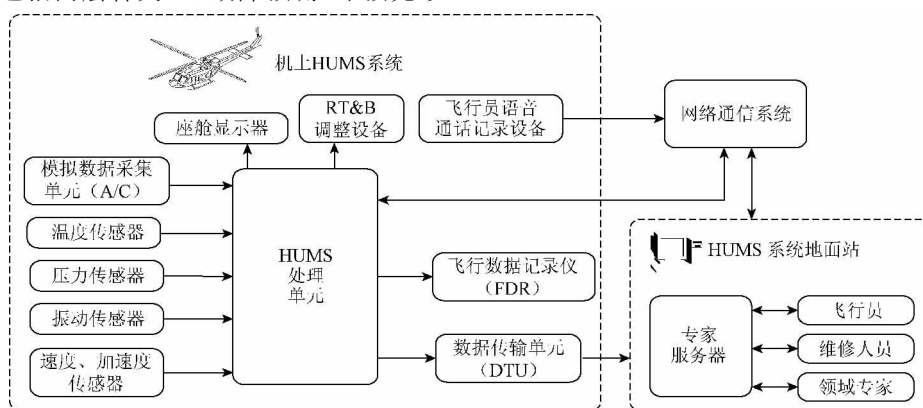 机上HUMS系统
座舱显示器
RT&B
调整设备
飞行员语音
通话记录设备
网络通信系统
模拟数据采集
单元（A/C）
温度传感器
压力传感器
振动传感器
速度、加速度
传感器
HUMS
处理
单元
飞行数据记录仪
(FDR)
数据传输单元
(DTU)
HUMS 系统地面站
专家
服务器
飞行员
维修人员
领域专家